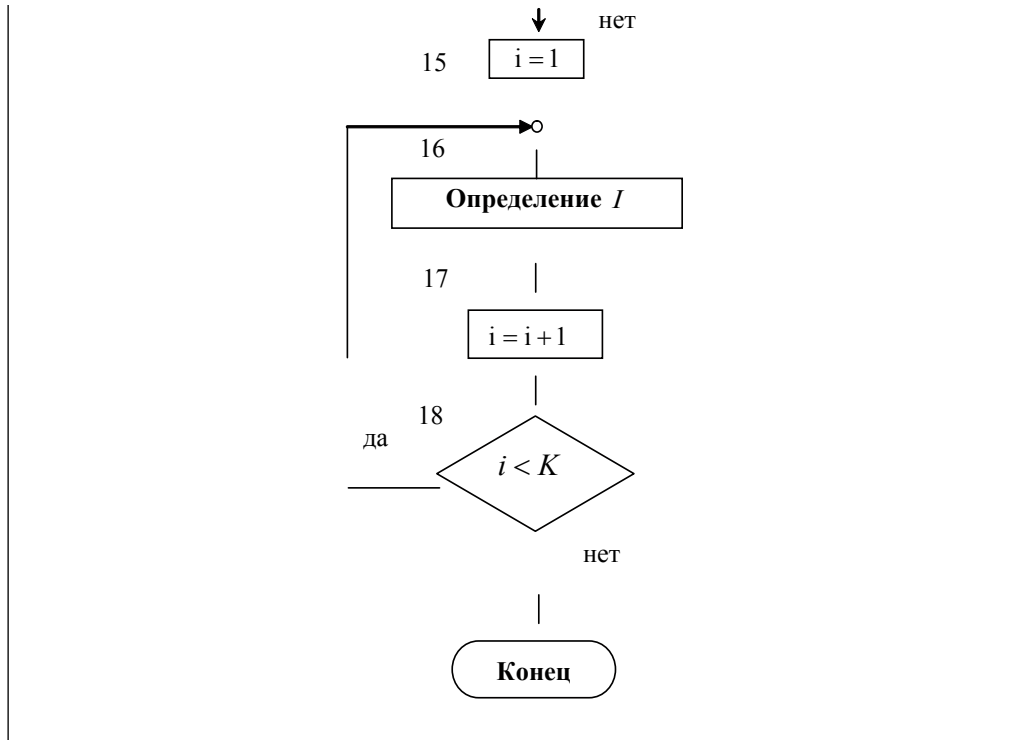 нет
15
i = 1
16
Определение I
17
i = i + 1
18
да
i < K
нет
Конец